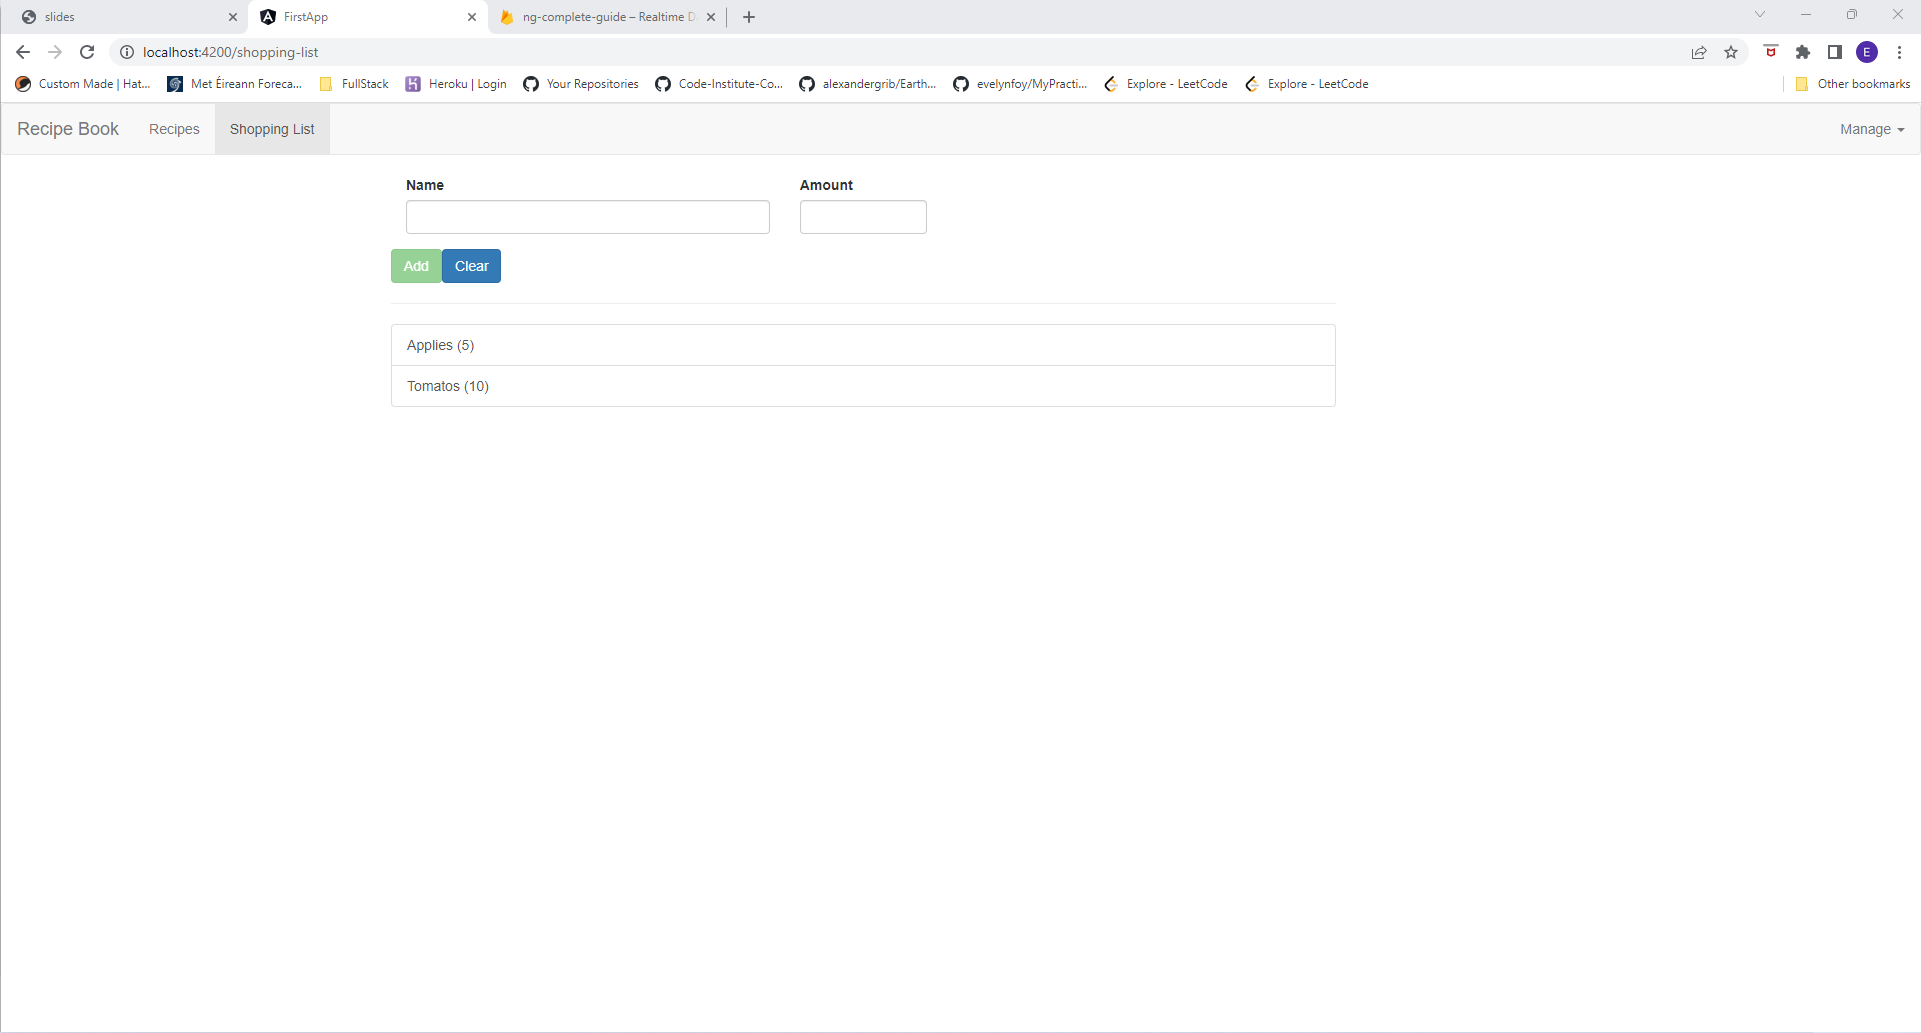 slides
FirstApp
ng-complete-guide – Realtime D
localhost:4200/shopping-list
E
Custom Made | Hat...
Met Éireann Foreca...
FullStack
Heroku | Login
Your Repositories
Code-Institute-Co...
alexandergrib/Earth...
evelynfoy/MyPracti...
Explore - LeetCode
Explore - LeetCode
Other bookmarks
Recipe Book
Recipes
Shopping List
Manage
Name
Amount
Add
Clear
Applies (5)
Tomatos (10)